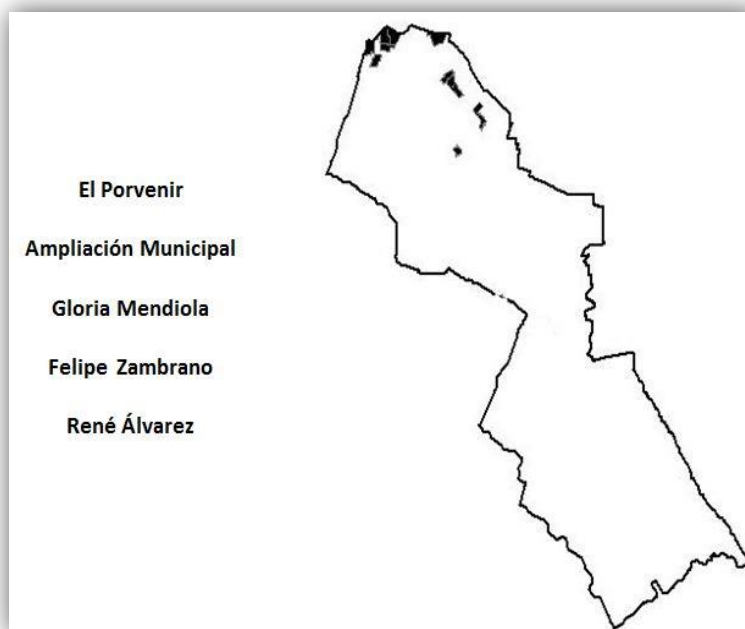 El Porvenir
Ampliación Municipal
Gloria Mendiola
Felipe Zambrano
René Álvarez